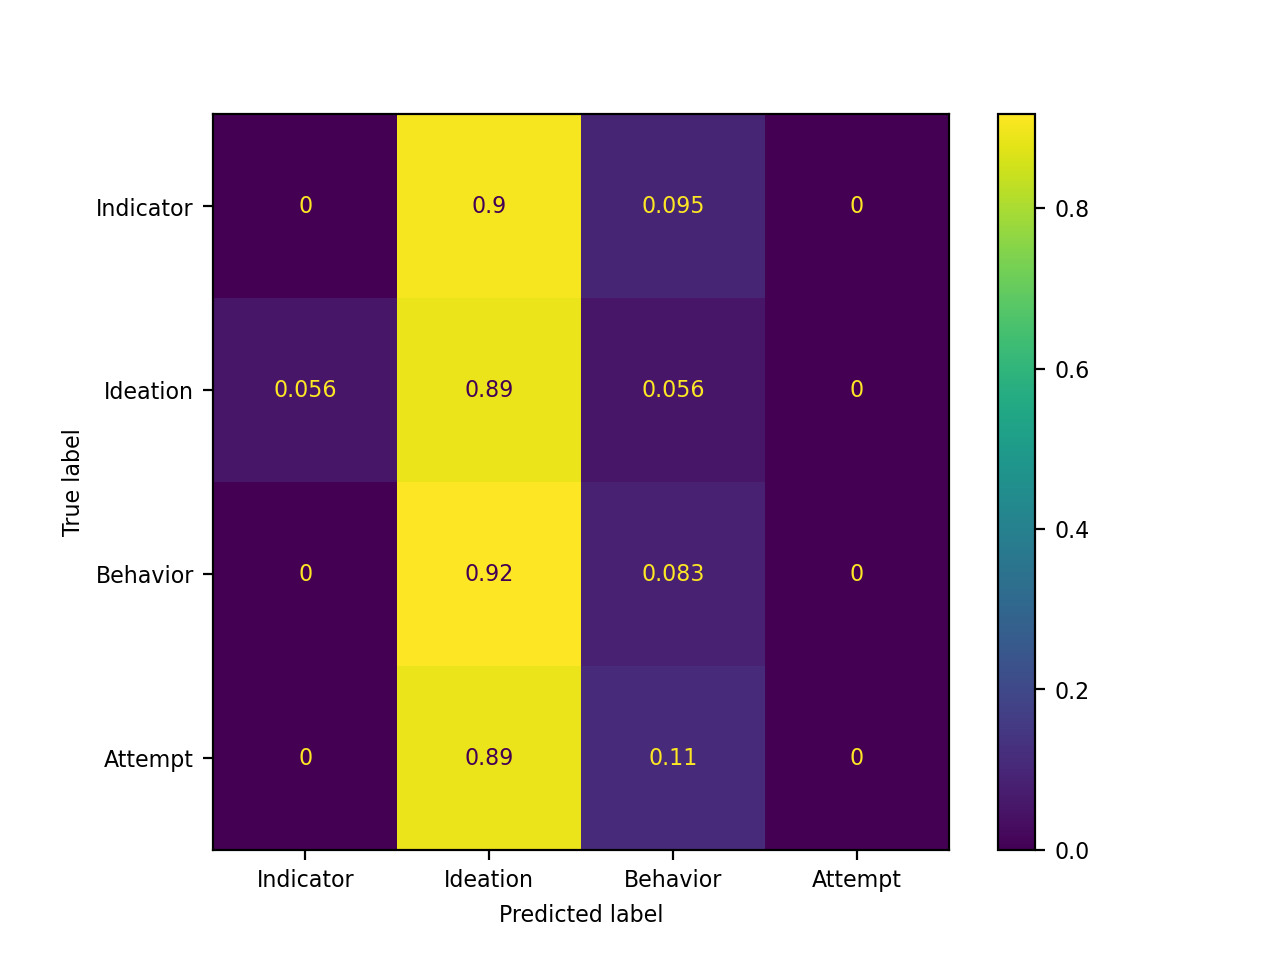 Indicator 0 0.9 0.095 0
Ideation 0.056 0.89 0.056 0
Behavior 0 0.92 0.083 0
Attempt 0 0.89 0.11 0
Indicator Ideation Behavior Attempt
Predicted label
True label
0.8
0.6
0.4
0.2
0.0